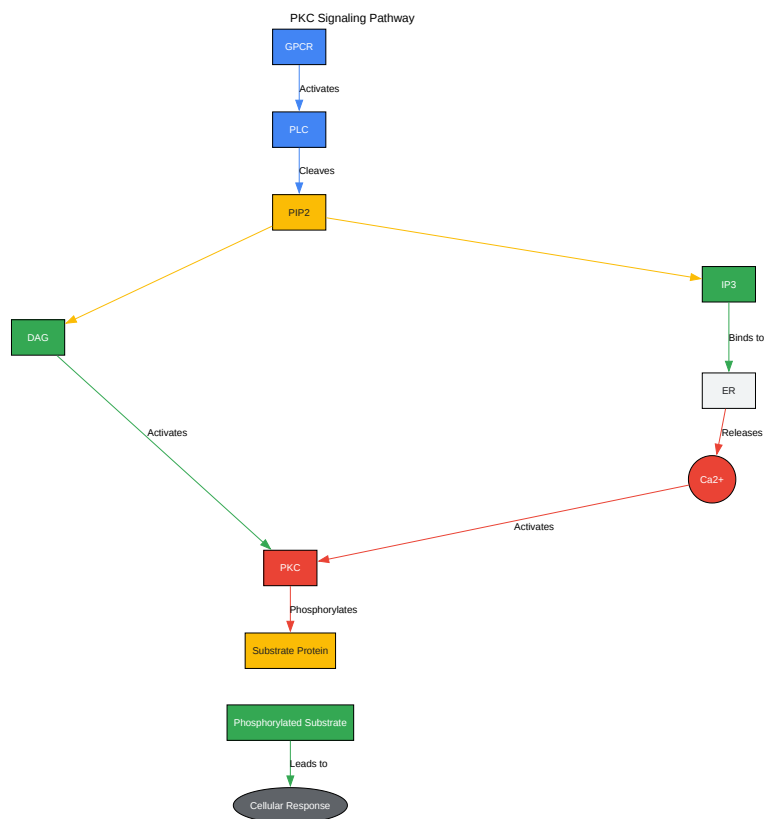 PKC Signaling Pathway
GPCR
Activates
PLC
Cleaves
PIP2
IP3
DAG
Binds to
ER
Activates
Releases
Ca2+
Activates
PKC
Phosphorylates
Substrate Protein
Phosphorylated Substrate
Leads to
Cellular Response